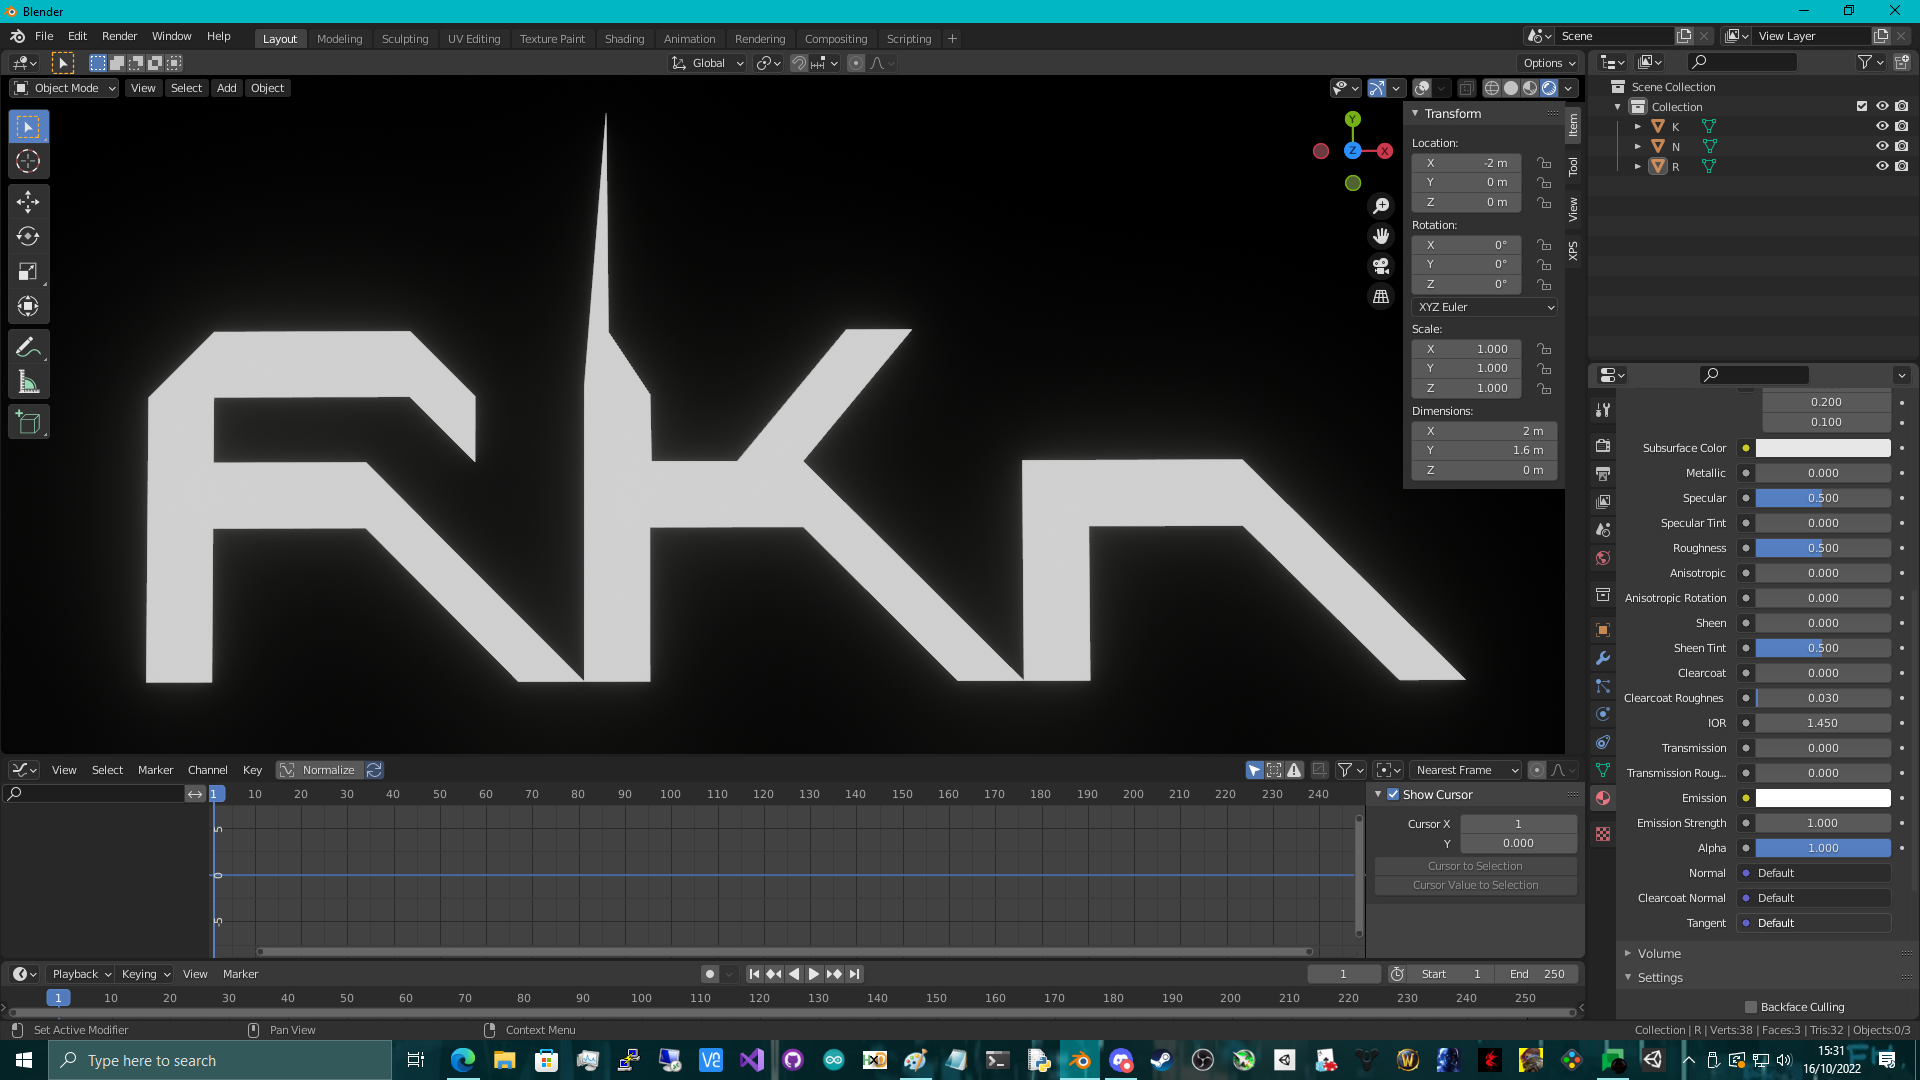 Blender
File Edit Render Window Help
Layout Modeling Sculpting UV Editing Texture Paint Shading Animation Rendering Compositing Scripting +
Scene View Layer
Global Options
Object Mode View Select Add Object
Scene Collection
Collection
K
N
R
Y
Z X
Transform
Location:
X -2 m
Y 0 m
Z 0 m
Rotation:
X 0°
Y 0°
Z 0°
XYZ Euler
Scale:
X 1.000
Y 1.000
Z 1.000
Dimensions:
X 2 m
Y 1.6 m
Z 0 m
Item
Tool
View
XPS
RKn
0.200
0.100
Subsurface Color
Metallic 0.000
Specular 0.500
Specular Tint 0.000
Roughness 0.500
Anisotropic 0.000
Anisotropic Rotation 0.000
Sheen 0.000
Sheen Tint 0.500
Clearcoat 0.000
Clearcoat Roughnes 0.030
IOR 1.450
Transmission 0.000
Transmission Roug... 0.000
Emission
Emission Strength 1.000
Alpha 1.000
Normal Default
Clearcoat Normal Default
Tangent Default
Volume
Settings
Backface Culling
View Select Marker Channel Key Normalize Nearest Frame
1 10 20 30 40 50 60 70 80 90 100 110 120 130 140 150 160 170 180 190 200 210 220 230 240
5
0
-5
Show Cursor
Cursor X 1
Y 0.000
Cursor to Selection
Cursor Value to Selection
Playback Keying View Marker 1 Start 1 End 250
1 10 20 30 40 50 60 70 80 90 100 110 120 130 140 150 160 170 180 190 200 210 220 230 240 250
Set Active Modifier Pan View Context Menu Collection | R | Verts:38 | Faces:3 | Tris:32 | Objects:0/3
Type here to search
15:31
16/10/2022